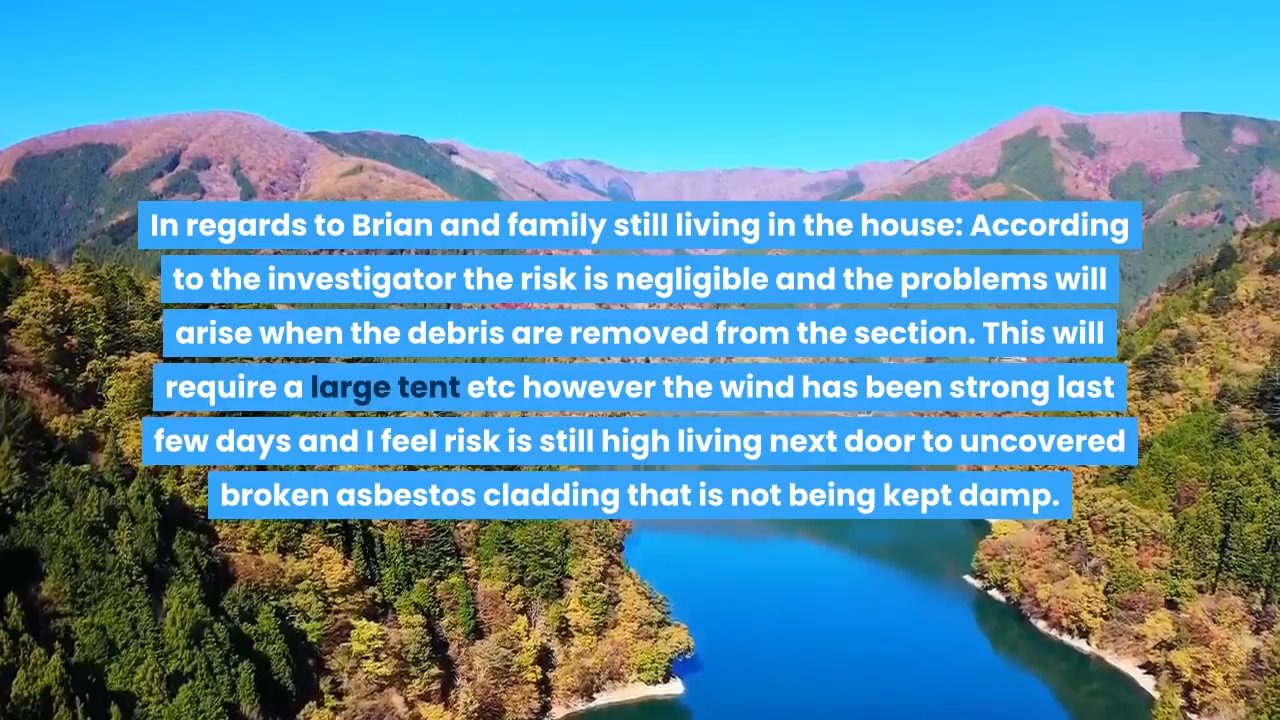 In regards to Brian and family still living in the house: According
to the investigator the risk is negligible and the problems will
arise when the debris are removed from the section. This will
require a large tent etc however the wind has been strong last
few days and I feel risk is still high living next door to uncovered
broken asbestos cladding that is not being kept damp.